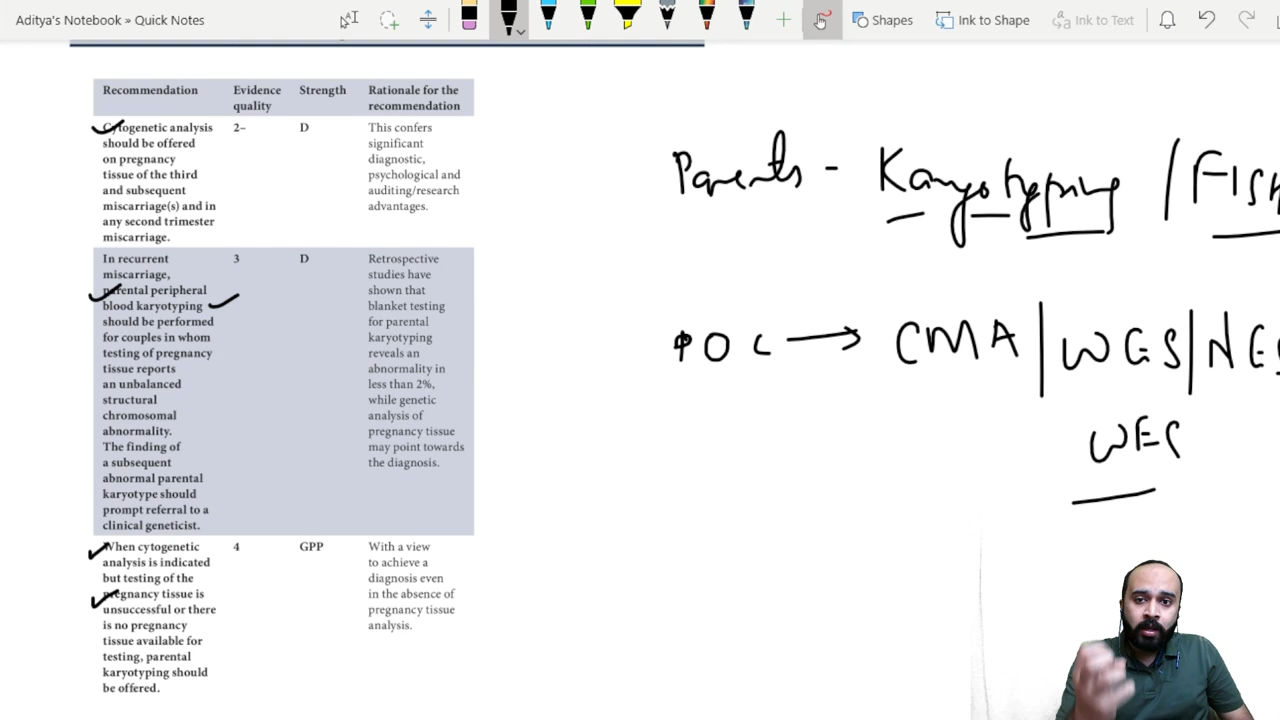 Aditya's Notebook » Quick Notes
Shapes
Ink to Shape
Ink to Text
Recommendation
Evidence
quality
Strength
Rationale for the
recommendation
Cytogenetic analysis
should be offered
on pregnancy
tissue of the third
and subsequent
miscarriage(s) and in
any second trimester
miscarriage.
2–
D
This confers
significant
diagnostic,
psychological and
auditing/research
advantages.
In recurrent
miscarriage,
parental peripheral
blood karyotyping
should be performed
for couples in whom
testing of pregnancy
tissue reports
an unbalanced
structural
chromosomal
abnormality.
The finding of
a subsequent
abnormal parental
karyotype should
prompt referral to a
clinical geneticist.
3
D
Retrospective
studies have
shown that
blanket testing
for parental
karyotyping
reveals an
abnormality in
less than 2%,
while genetic
analysis of
pregnancy tissue
may point towards
the diagnosis.
When cytogenetic
analysis is indicated
but testing of the
pregnancy tissue is
unsuccessful or there
is no pregnancy
tissue available for
testing, parental
karyotyping should
be offered.
4
GPP
With a view
to achieve a
diagnosis even
in the absence of
pregnancy tissue
analysis.
Parents - Karyotyping / FISH
POC → CMA | WGS |
WES